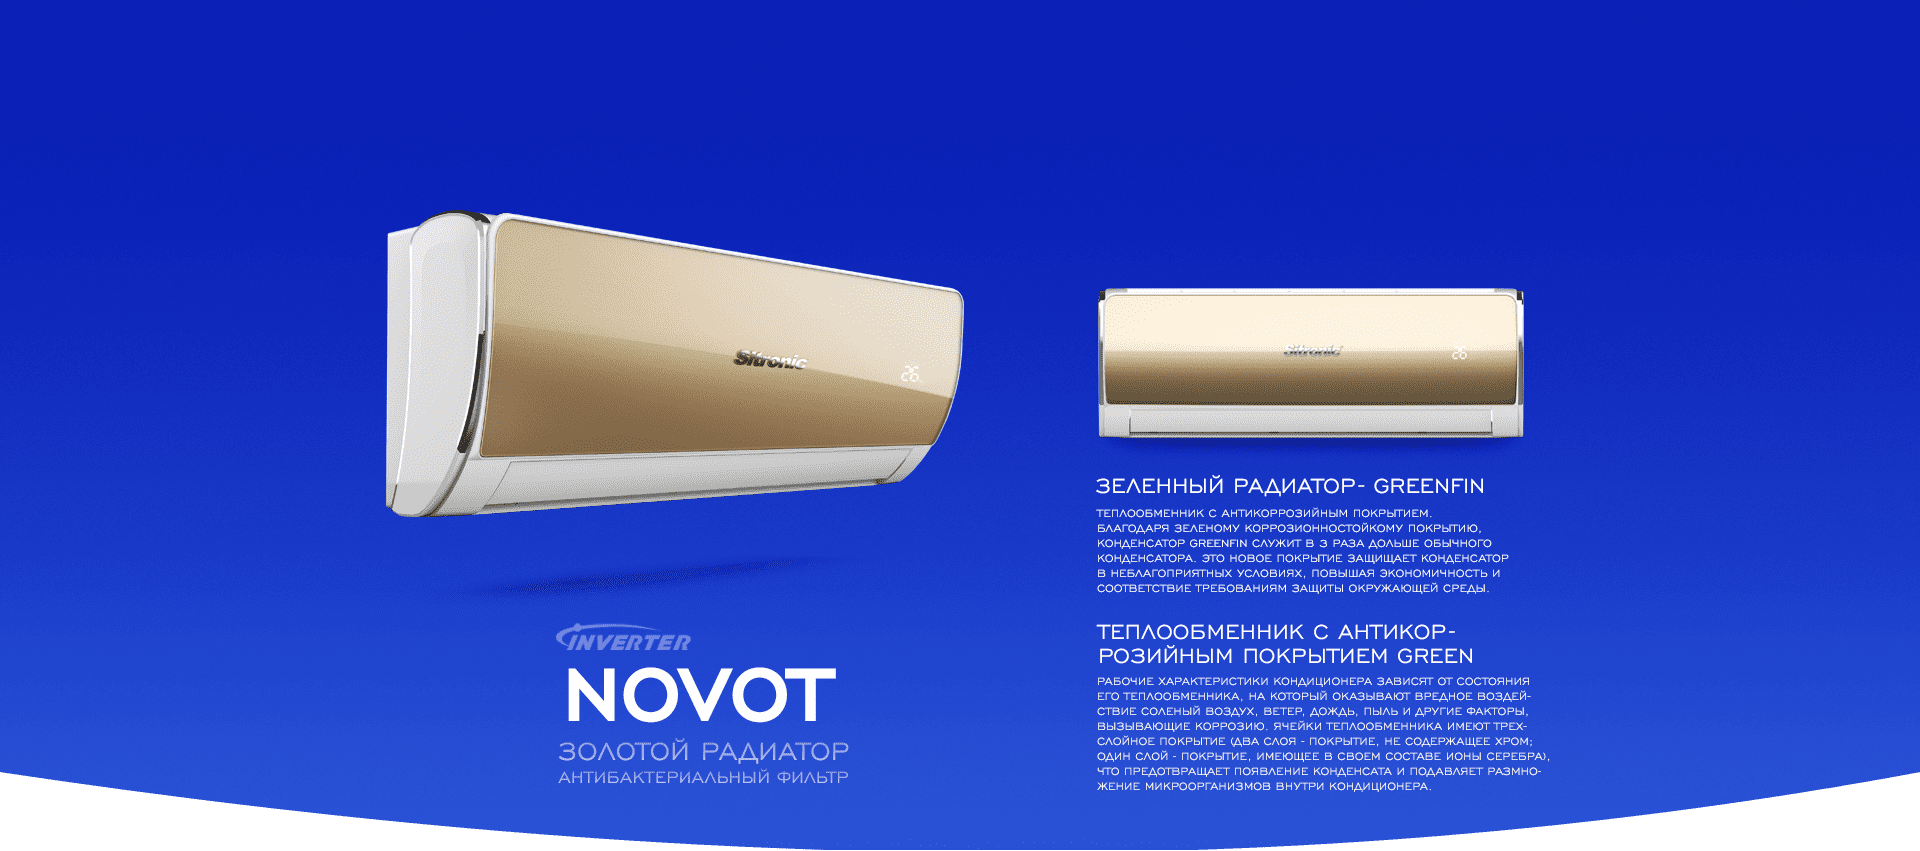 Sitronic
INVERTER
NOVOT
ЗОЛОТОЙ РАДИАТОР
АНТИБАКТЕРИАЛЬНЫЙ ФИЛЬТР
Sitronic
ЗЕЛЕННЫЙ РАДИАТОР- GREENFIN
ТЕПЛООБМЕННИК С АНТИКОРРОЗИЙНЫМ ПОКРЫТИЕМ.
БЛАГОДАРЯ ЗЕЛЕНОМУ КОРРОЗИОННОСТОЙКОМУ ПОКРЫТИЮ,
КОНДЕНСАТОР GREENFIN СЛУЖИТ В 3 РАЗА ДОЛЬШЕ ОБЫЧНОГО
КОНДЕНСАТОРА. ЭТО НОВОЕ ПОКРЫТИЕ ЗАЩИЩАЕТ КОНДЕНСАТОР
В НЕБЛАГОПРИЯТНЫХ УСЛОВИЯХ, ПОВЫШАЯ ЭКОНОМИЧНОСТЬ И
СООТВЕТСТВИЕ ТРЕБОВАНИЯМ ЗАЩИТЫ ОКРУЖАЮЩЕЙ СРЕДЫ.
ТЕПЛООБМЕННИК С АНТИКОР-
РОЗИЙНЫМ ПОКРЫТИЕМ GREEN
РАБОЧИЕ ХАРАКТЕРИСТИКИ КОНДИЦИОНЕРА ЗАВИСЯТ ОТ СОСТОЯНИЯ
ЕГО ТЕПЛООБМЕННИКА, НА КОТОРЫЙ ОКАЗЫВАЮТ ВРЕДНОЕ ВОЗДЕЙ-
СТВИЕ СОЛЕНЫЙ ВОЗДУХ, ВЕТЕР, ДОЖДЬ, ПЫЛЬ И ДРУГИЕ ФАКТОРЫ,
ВЫЗЫВАЮЩИЕ КОРРОЗИЮ. ЯЧЕЙКИ ТЕПЛООБМЕННИКА ИМЕЮТ ТРЕХ-
СЛОЙНОЕ ПОКРЫТИЕ (ДВА СЛОЯ - ПОКРЫТИЕ, НЕ СОДЕРЖАЩЕЕ ХРОМ;
ОДИН СЛОЙ - ПОКРЫТИЕ, ИМЕЮЩЕЕ В СВОЕМ СОСТАВЕ ИОНЫ СЕРЕБРА),
ЧТО ПРЕДОТВРАЩАЕТ ПОЯВЛЕНИЕ КОНДЕНСАТА И ПОДАВЛЯЕТ РАЗМНО-
ЖЕНИЕ МИКРООРГАНИЗМОВ ВНУТРИ КОНДИЦИОНЕРА.